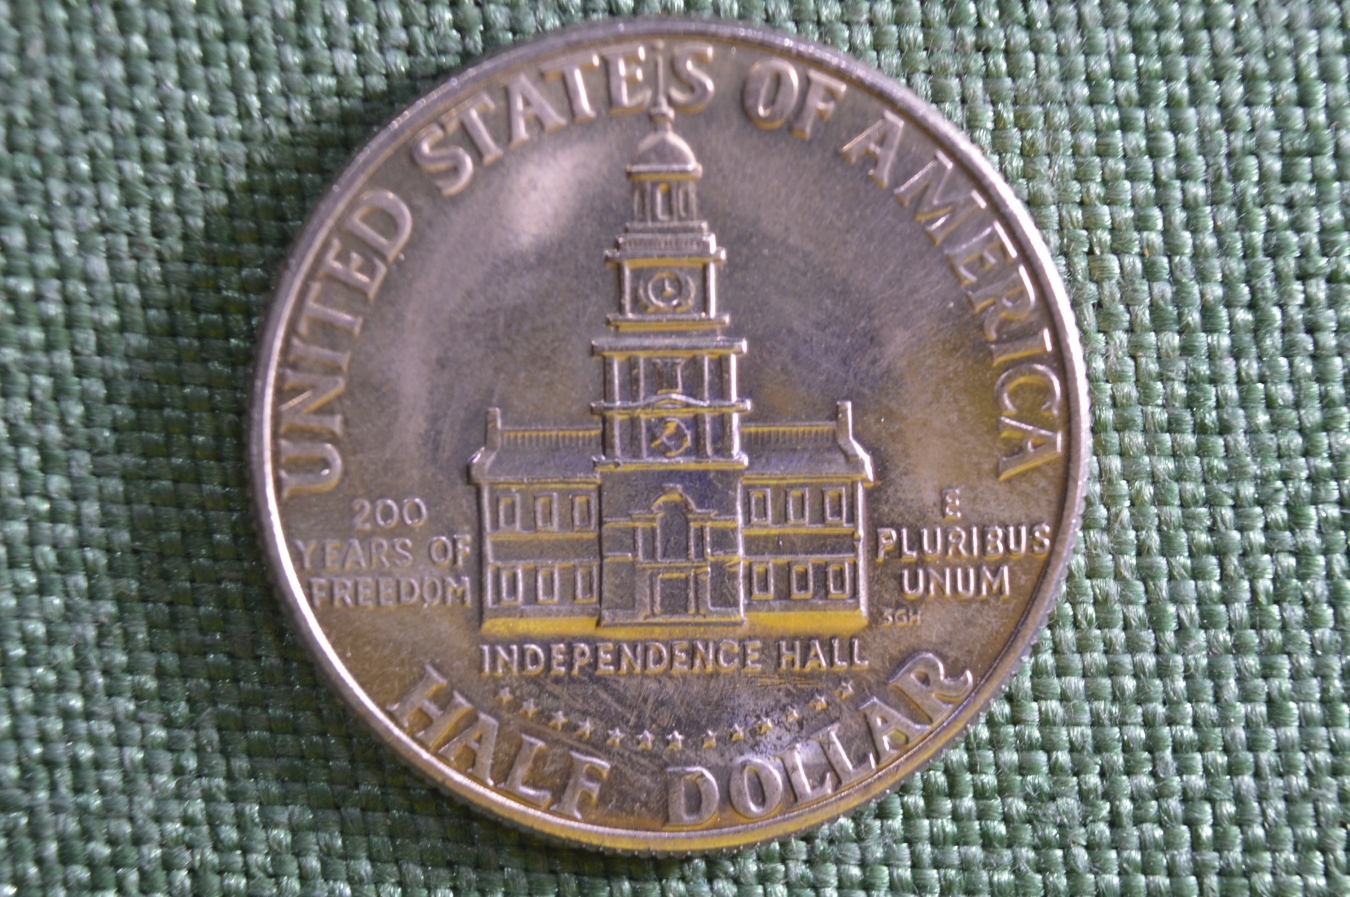 UNITED STATES OF AMERICA
200
YEARS OF
FREEDOM
E
PLURIBUS
UNUM
SGH
INDEPENDENCE HALL
HALF DOLLAR